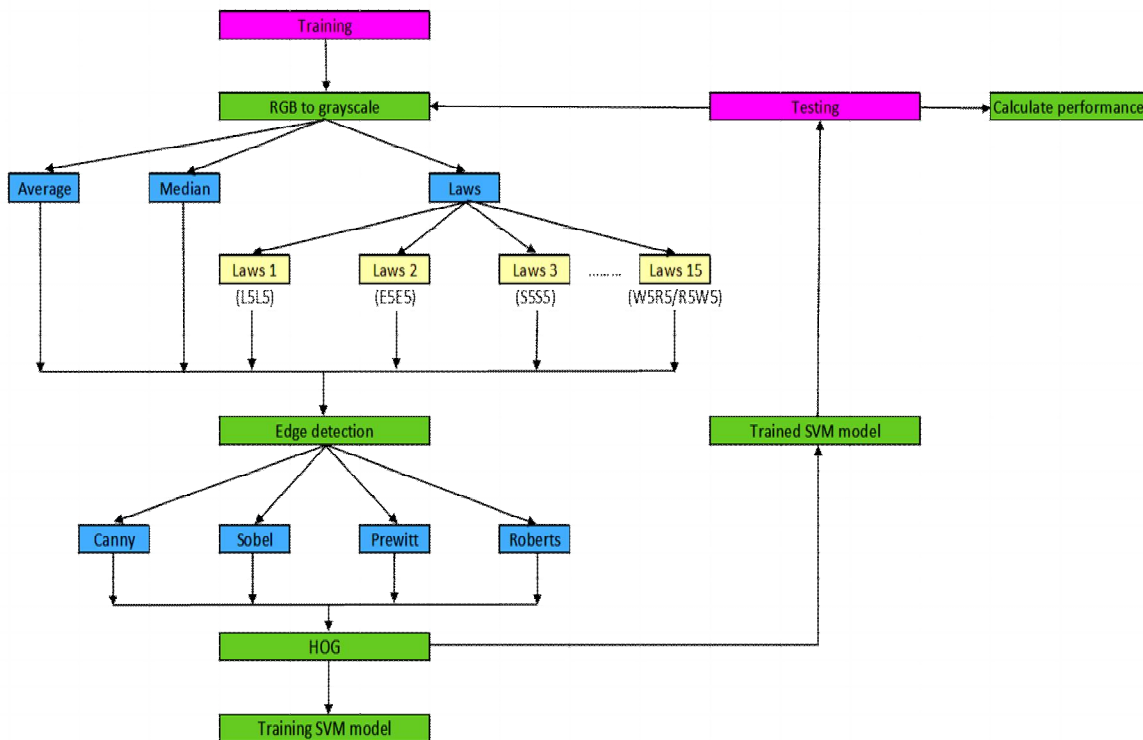 Training
RGB to grayscale
Testing
Calculate performance
Average
Median
Laws
Laws 1
Laws 2
Laws 3
.........
Laws 15
(L5L5)
(E5E5)
(S5S5)
(W5R5/R5W5)
Edge detection
Trained SVM model
Canny
Sobel
Prewitt
Roberts
HOG
Training SVM model